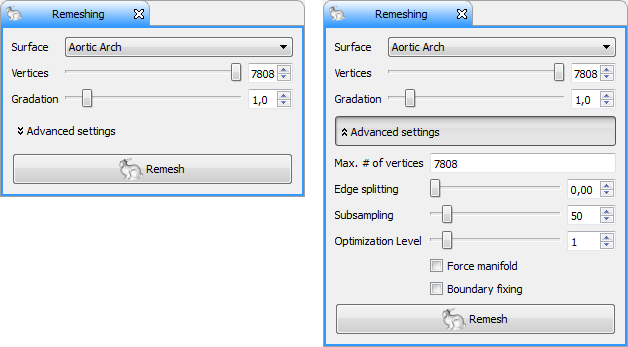 Remeshing
Surface Aortic Arch
Vertices 7808
Gradation 1,0
Advanced settings
Remesh
Remeshing
Surface Aortic Arch
Vertices 7808
Gradation 1,0
Advanced settings
Max. # of vertices 7808
Edge splitting 0,00
Subsampling 50
Optimization Level 1
Force manifold
Boundary fixing
Remesh